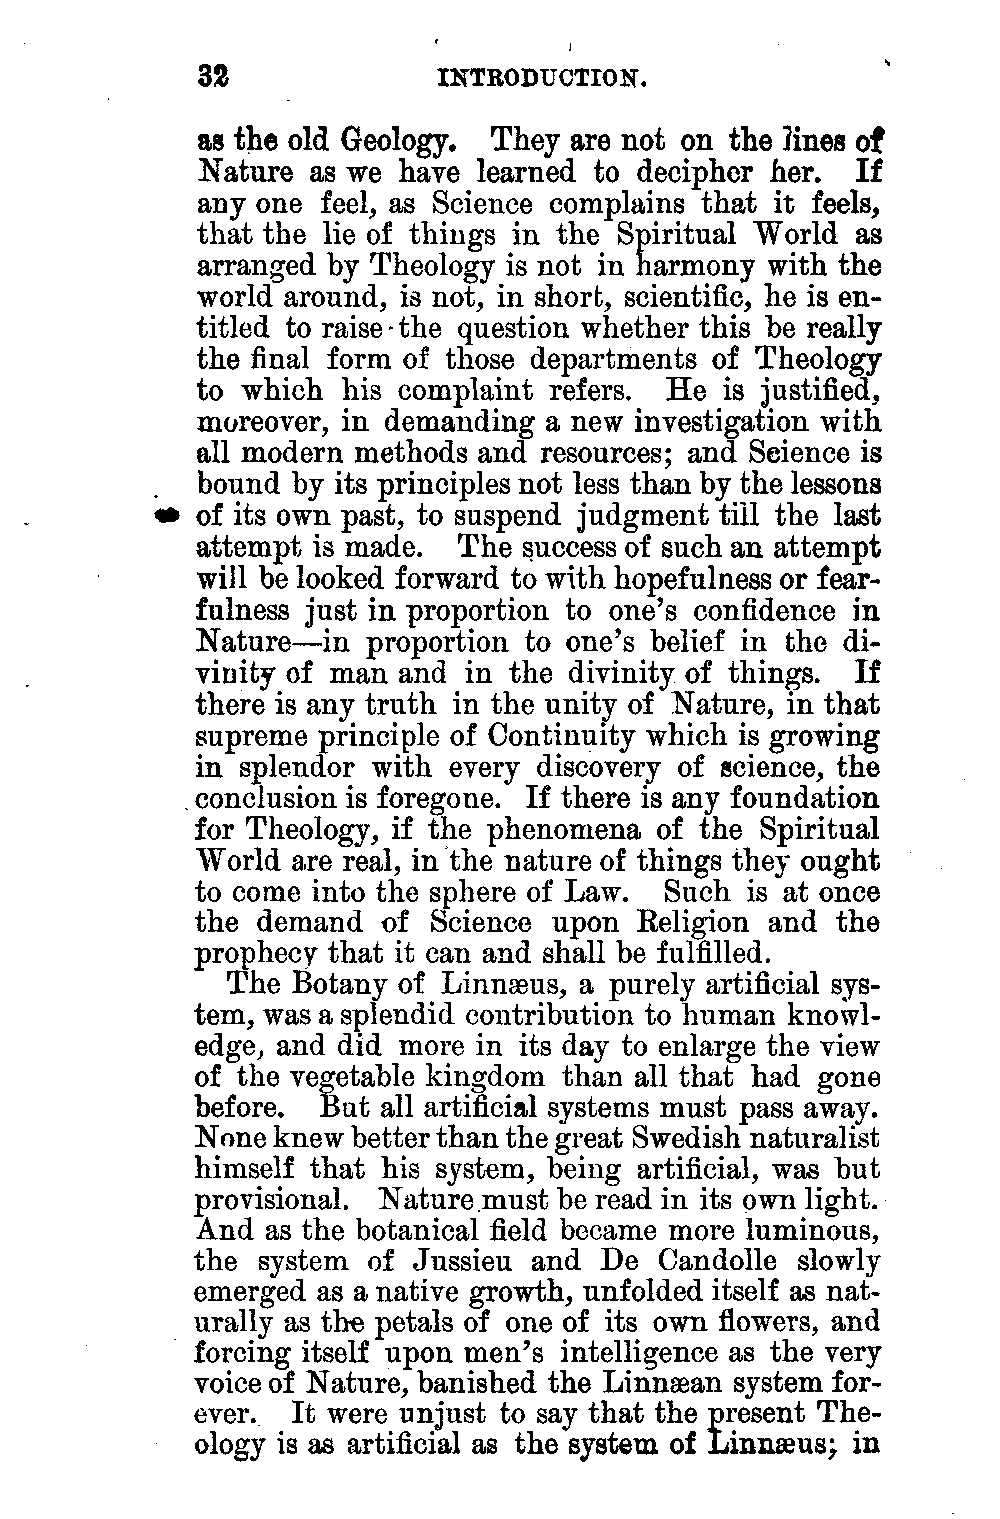 32 INTRODUCTION.
as the old Geology. They are not on the lines of
Nature as we have learned to decipher her. If
any one feel, as Science complains that it feels,
that the lie of things in the Spiritual World as
arranged by Theology is not in harmony with the
world around, is not, in short, scientific, he is en-
titled to raise the question whether this be really
the final form of those departments of Theology
to which his complaint refers. He is justified,
moreover, in demanding a new investigation with
all modern methods and resources; and Science is
bound by its principles not less than by the lessons
of its own past, to suspend judgment till the last
attempt is made. The success of such an attempt
will be looked forward to with hopefulness or fear-
fulness just in proportion to one's confidence in
Nature—in proportion to one's belief in the di-
vinity of man and in the divinity of things. If
there is any truth in the unity of Nature, in that
supreme principle of Continuity which is growing
in splendor with every discovery of science, the
conclusion is foregone. If there is any foundation
for Theology, if the phenomena of the Spiritual
World are real, in the nature of things they ought
to come into the sphere of Law. Such is at once
the demand of Science upon Religion and the
prophecy that it can and shall be fulfilled.
The Botany of Linnæus, a purely artificial sys-
tem, was a splendid contribution to human knowl-
edge, and did more in its day to enlarge the view
of the vegetable kingdom than all that had gone
before. But all artificial systems must pass away.
None knew better than the great Swedish naturalist
himself that his system, being artificial, was but
provisional. Nature must be read in its own light.
And as the botanical field became more luminous,
the system of Jussieu and De Candolle slowly
emerged as a native growth, unfolded itself as nat-
urally as the petals of one of its own flowers, and
forcing itself upon men's intelligence as the very
voice of Nature, banished the Linnæan system for-
ever. It were unjust to say that the present The-
ology is as artificial as the system of Linnæus; in